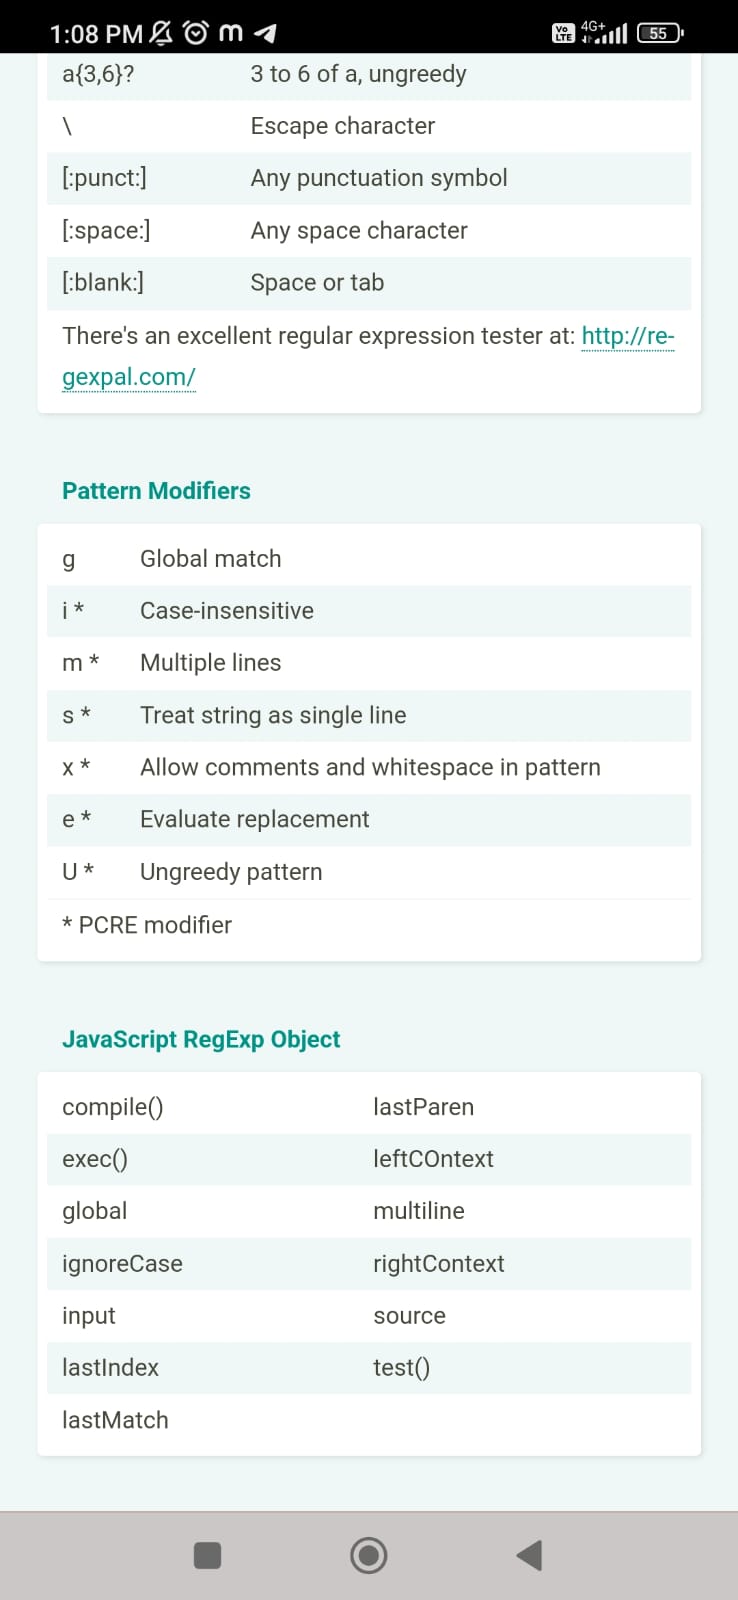 1:08 PM
Vo LTE 4G+ 55
a{3,6}? 3 to 6 of a, ungreedy
\ Escape character
[:punct:] Any punctuation symbol
[:space:] Any space character
[:blank:] Space or tab
There's an excellent regular expression tester at: http://re-
gexpal.com/
Pattern Modifiers
g Global match
i * Case-insensitive
m * Multiple lines
s * Treat string as single line
x * Allow comments and whitespace in pattern
e * Evaluate replacement
U * Ungreedy pattern
* PCRE modifier
JavaScript RegExp Object
compile() lastParen
exec() leftCOntext
global multiline
ignoreCase rightContext
input source
lastIndex test()
lastMatch